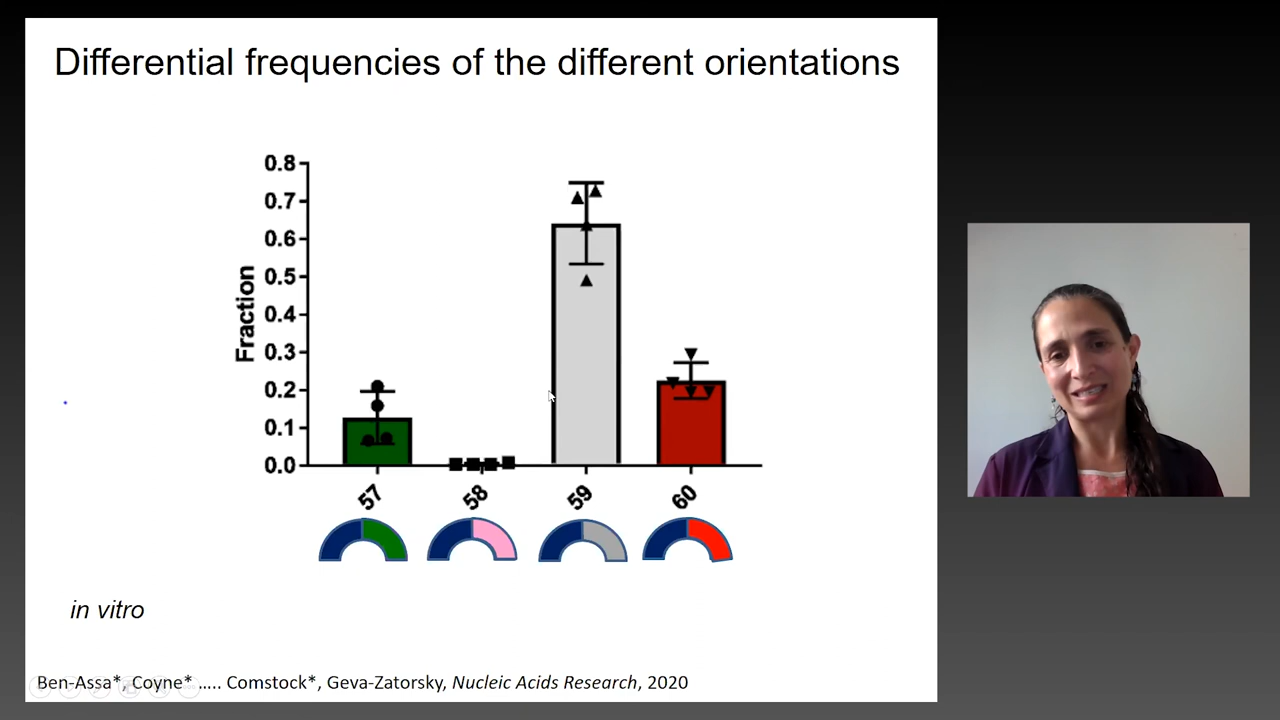 Differential frequencies of the different orientations
0.8
0.7
0.6
0.5
0.4
0.3
0.2
0.1
0.0
Fraction
57 58 59 60
in vitro
Ben-Assa*, Coyne* ….. Comstock*, Geva-Zatorsky, Nucleic Acids Research, 2020